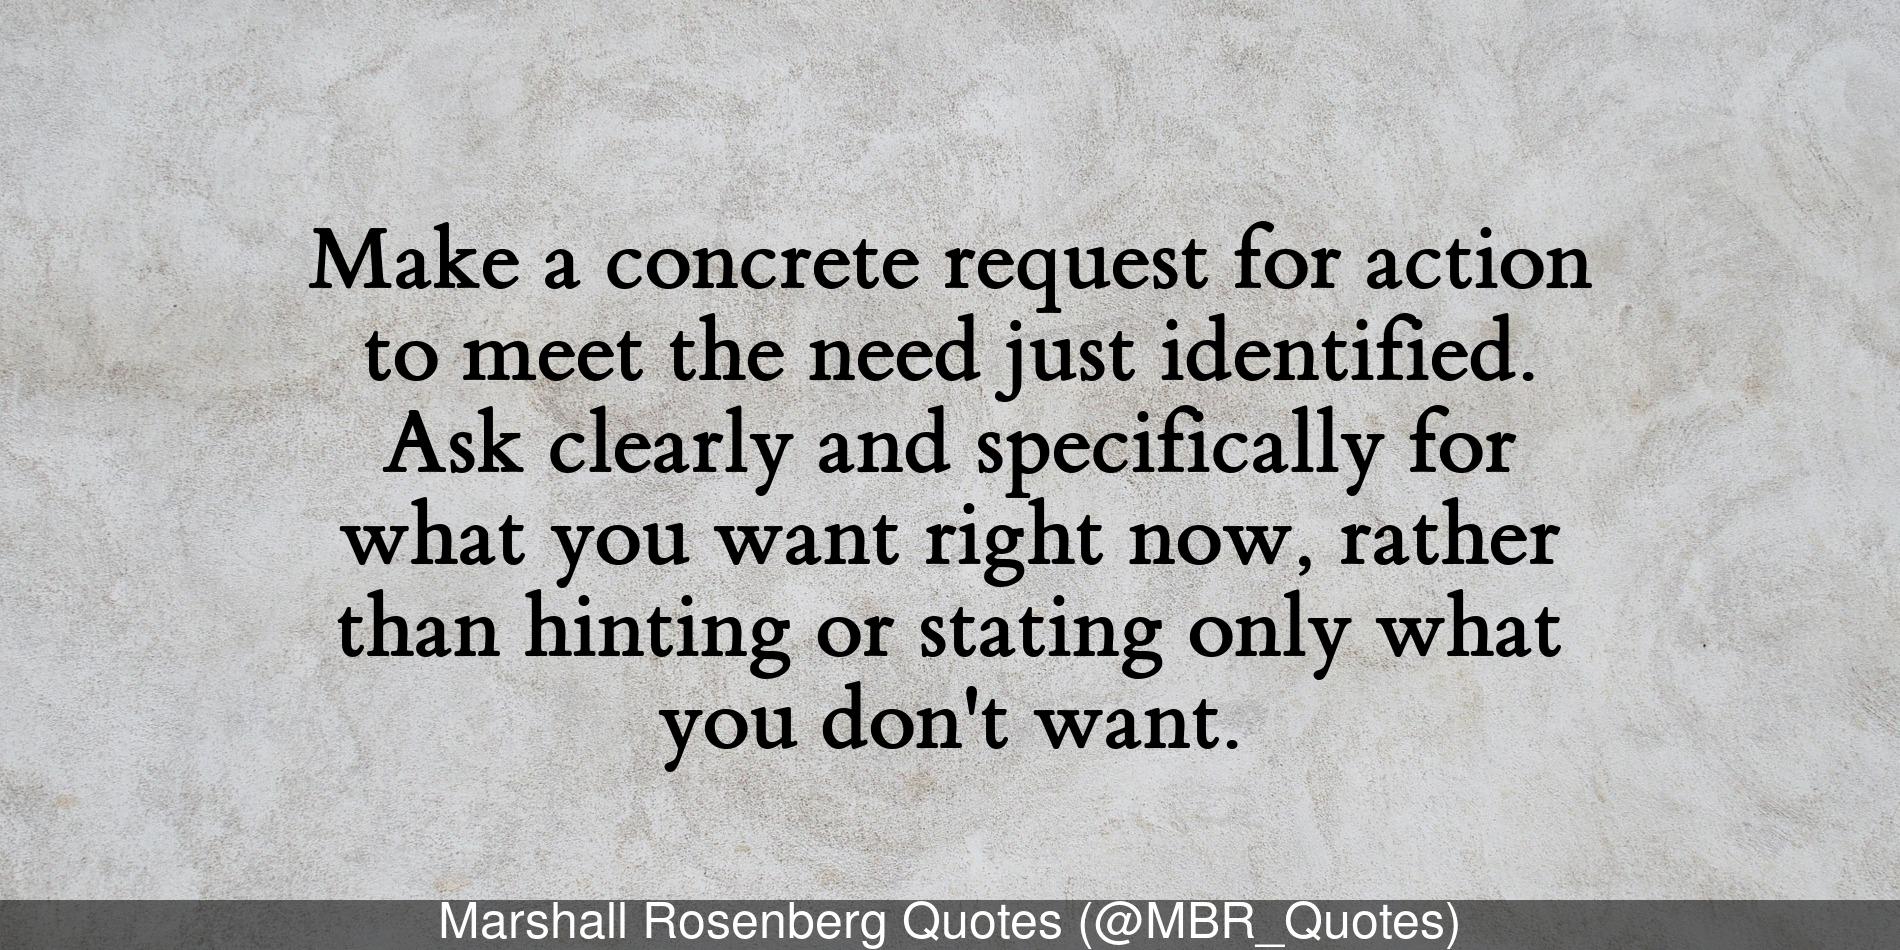 Make a concrete request for action
to meet the need just identified.
Ask clearly and specifically for
what you want right now, rather
than hinting or stating only what
you don't want.
Marshall Rosenberg Quotes (@MBR_Quotes)